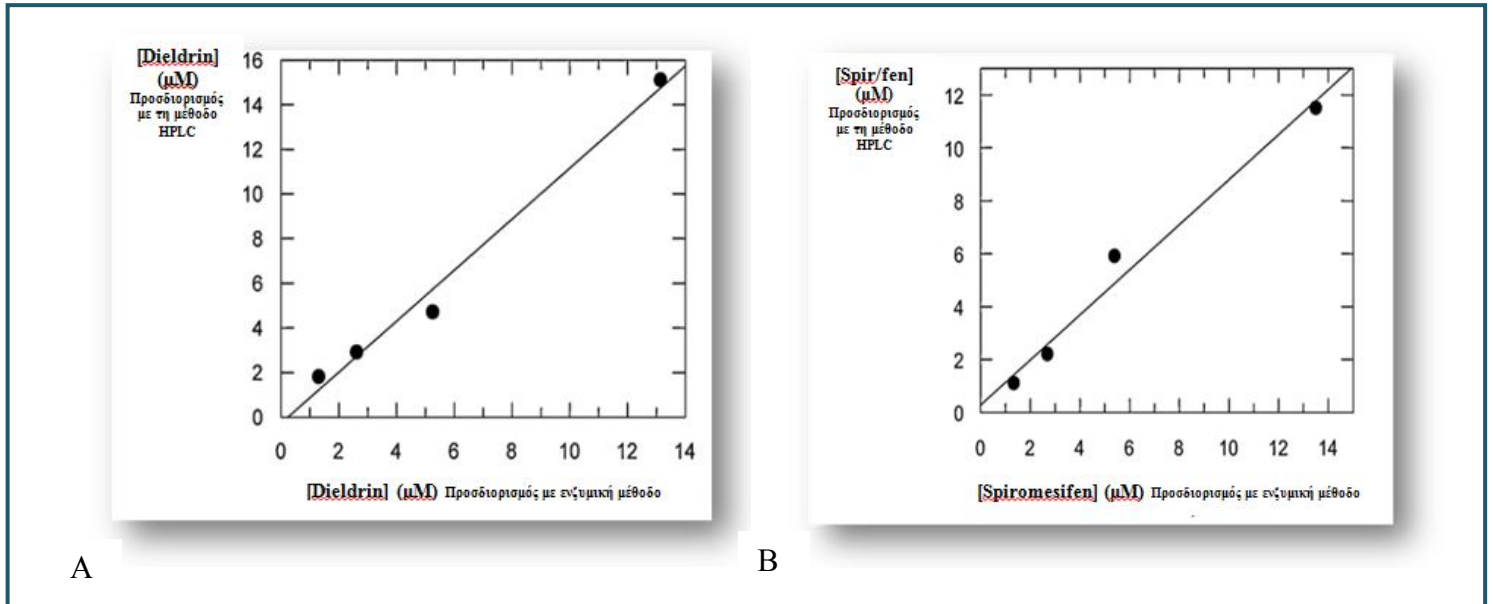 [Dieldrin]
(μM)
Προσδιορισμός
με τη μέθοδο
HPLC
16
14
12
10
8
6
4
2
0
0 2 4 6 8 10 12 14
[Dieldrin] (μM) Προσδιορισμός με ενζυμική μέθοδο
A
[Spir/fen]
(μM)
Προσδιορισμός
με τη μέθοδο
HPLC
12
10
8
6
4
2
0
0 2 4 6 8 10 12 14
[Spiromesifen] (μM) Προσδιορισμός με ενζυμική μέθοδο
B